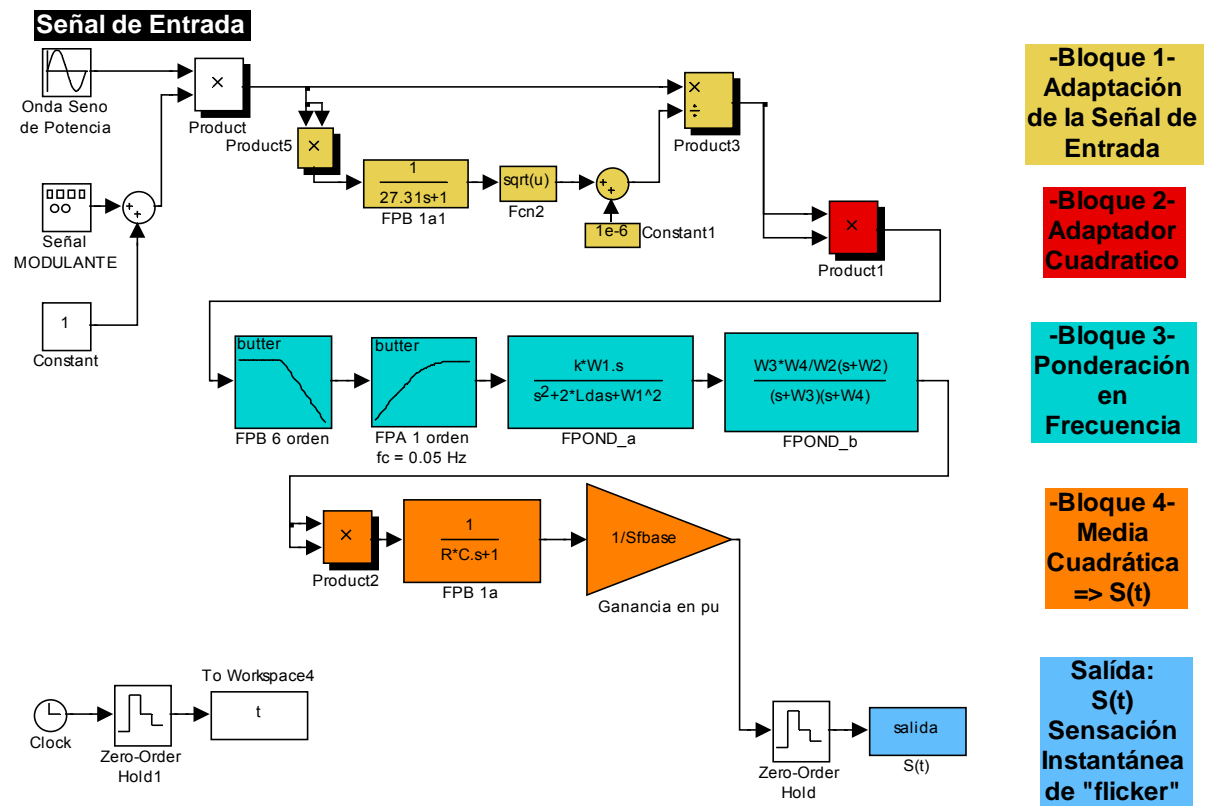 Señal de Entrada
Onda Seno
de Potencia
×
Product
Product5
×
1
27.31s+1
FPB 1a1
sqrt(u)
Fcn2
+
+
1e-6
Constant1
×
÷
Product3
Señal
MODULANTE
+
+
1
Constant
×
Product1
butter
FPB 6 orden
butter
FPA 1 orden
fc = 0.05 Hz
k*W1.s
s2+2*Ldas+W1^2
FPOND_a
W3*W4/W2(s+W2)
(s+W3)(s+W4)
FPOND_b
×
Product2
1
R*C.s+1
FPB 1a
1/Sfbase
Ganancia en pu
Clock
Zero-Order
Hold1
To Workspace4
t
Zero-Order
Hold
salida
S(t)
-Bloque 1-
Adaptación
de la Señal de
Entrada
-Bloque 2-
Adaptador
Cuadratico
-Bloque 3-
Ponderación
en
Frecuencia
-Bloque 4-
Media
Cuadrática
=> S(t)
Salída:
S(t)
Sensación
Instantánea
de "flicker"